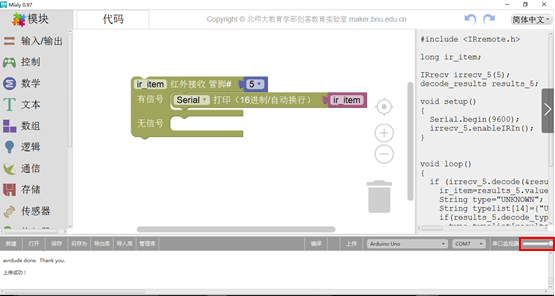 Mixly 0.97
模块
代码
Copyright © 北师大教育学部创客教育实验室 maker.bnu.edu.cn
简体中文
输入/输出
控制
数学
文本
数组
逻辑
通信
存储
传感器
ir_item 红外接收 管脚# 5
有信号 Serial 打印（16进制/自动换行） ir_item
无信号
#include <IRremote.h>
long ir_item;
IRrecv irrecv_5(5);
decode_results results_5;
void setup()
{
Serial.begin(9600);
irrecv_5.enableIRIn();
}
void loop()
{
if (irrecv_5.decode(&resu
ir_item=results_5.value
String type="UNKNOWN";
String typelist[14]={"U
if(results_5.decode_typ
新建 打开 保存 另存为 导出库 导入库 管理库 编译 上传 Arduino Uno COM7 串口监视器
avrdude done. Thank you.
上传成功！